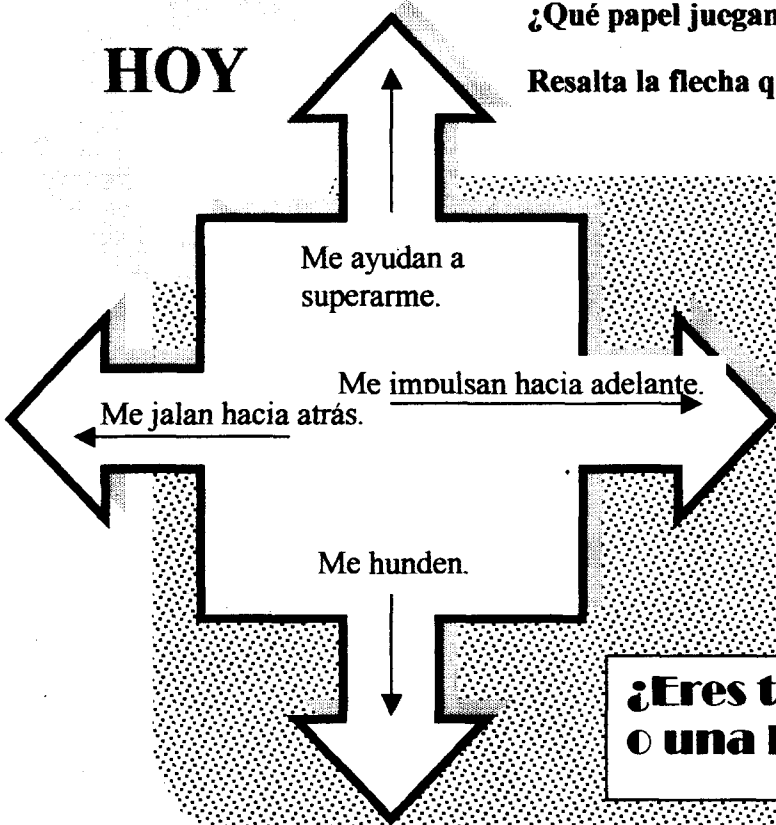 ¿Qué papel juegan
HOY
Resalta la flecha q
Me ayudan a
superarme.
Me impulsan hacia adelante.
Me jalan hacia atrás.
Me hunden.
¿Eres t
o una